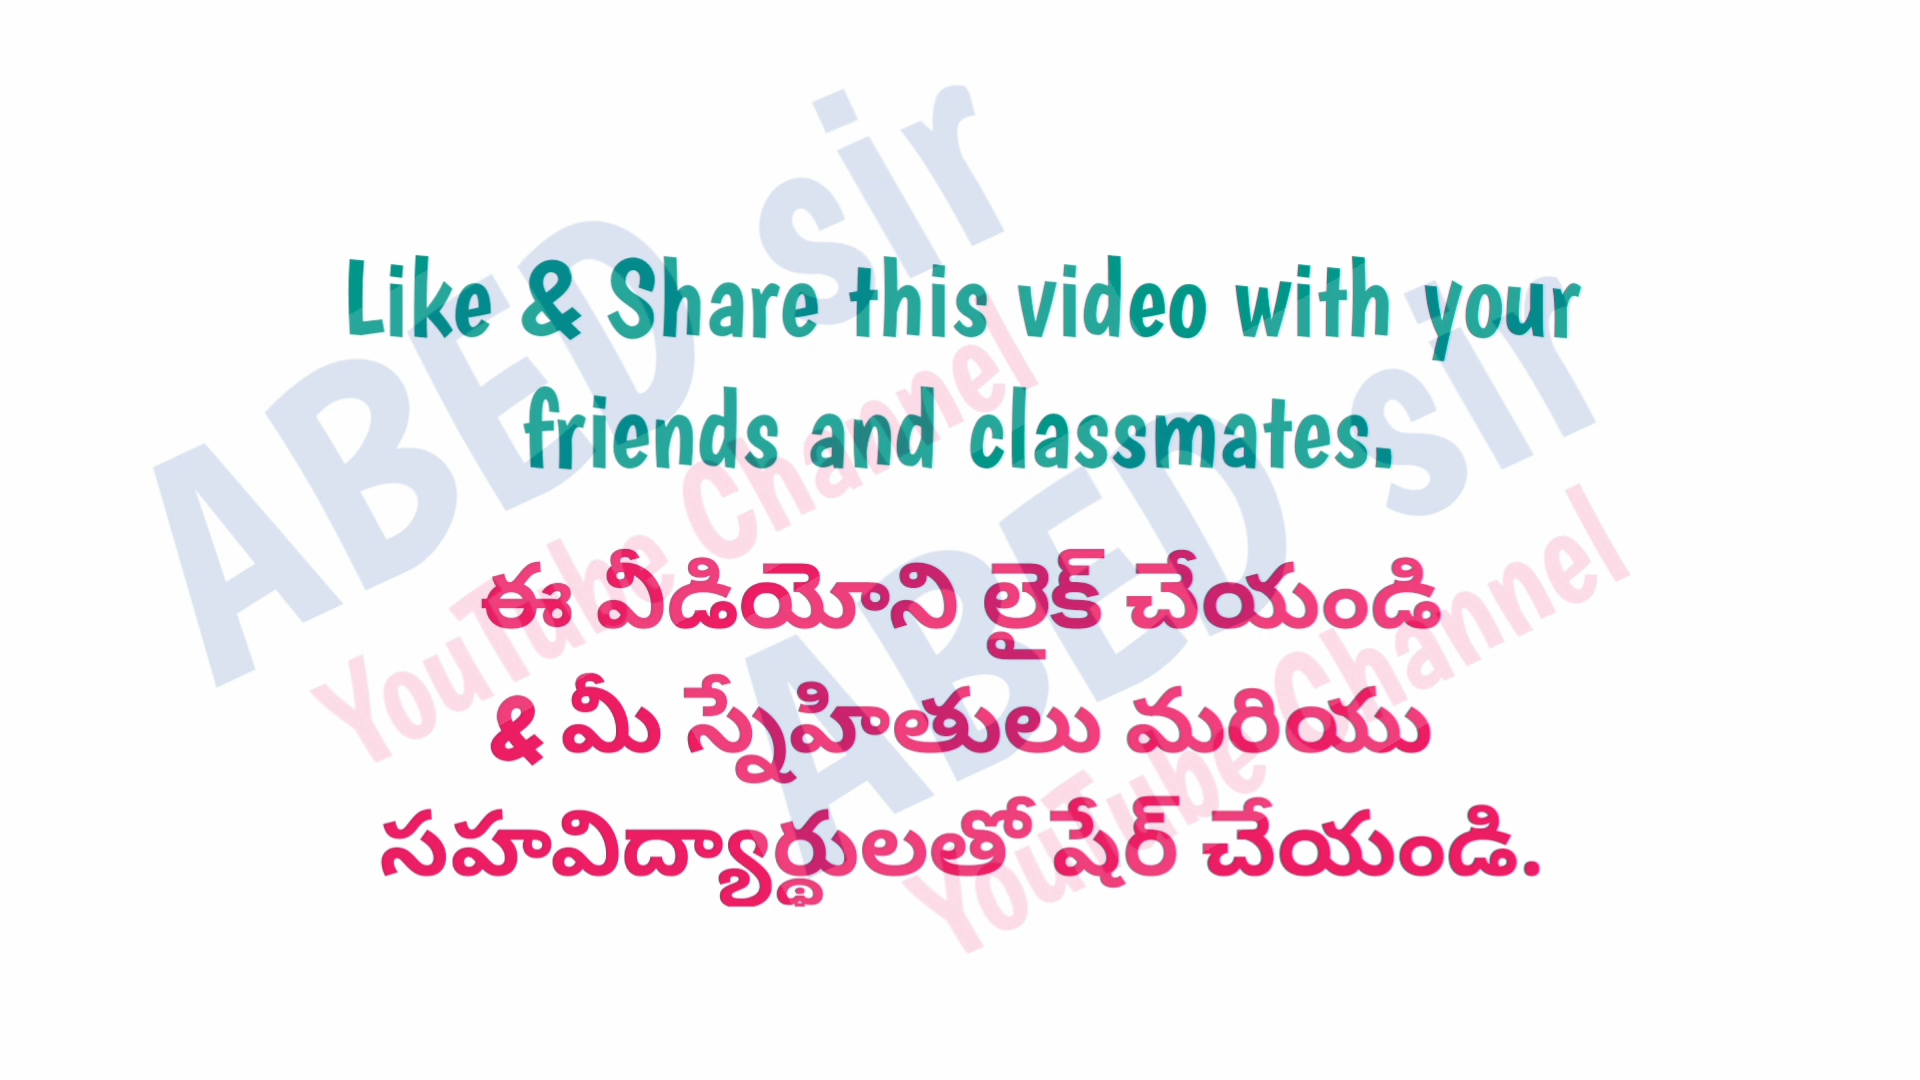 Like & Share this video with your
friends and classmates.
ఈ వీడియోని లైక్ చేయండి
& మీ స్నేహితులు మరియు
సహవిద్యార్థులతో షేర్ చేయండి.
ABED sir
YouTube Channel
ABED sir
YouTube Channel